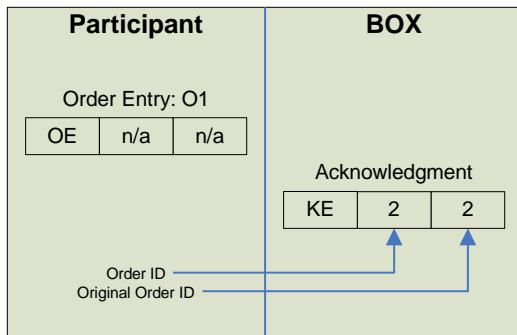 Participant BOX
Order Entry: O1
OE n/a n/a
Acknowledgment
KE 2 2
Order ID
Original Order ID